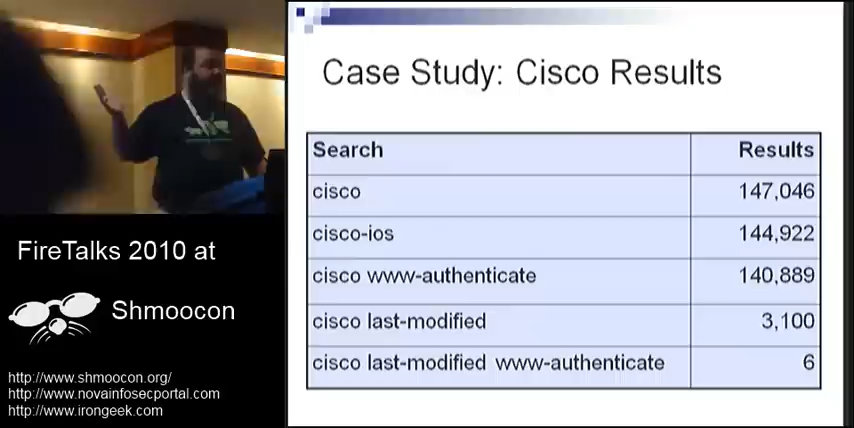 Case Study: Cisco Results
Search Results
cisco 147,046
cisco-ios 144,922
cisco www-authenticate 140,889
cisco last-modified 3,100
cisco last-modified www-authenticate 6
FireTalks 2010 at
Shmoocon
http://www.shmoocon.org/
http://www.novainfosecportal.com
http://www.irongeek.com